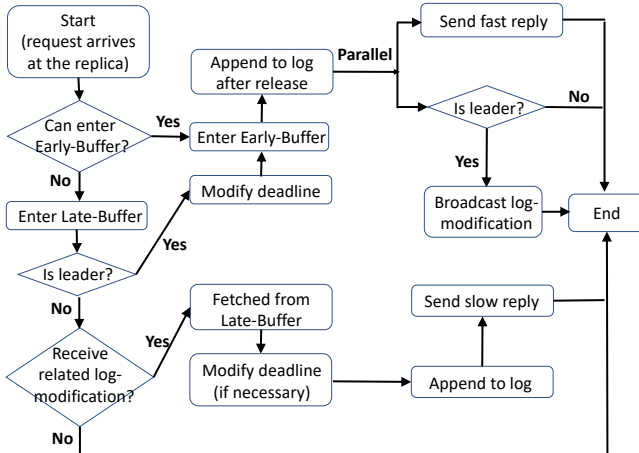 Start
(request arrives
at the replica)
Can enter
Early-Buffer?
Yes
No
Enter Late-Buffer
Is leader?
Yes
No
Receive
related log-
modification?
Yes
No
Append to log
after release
Enter Early-Buffer
Modify deadline
Parallel
Send fast reply
Is leader?
No
Yes
Broadcast log-
modification
End
Fetched from
Late-Buffer
Modify deadline
(if necessary)
Append to log
Send slow reply